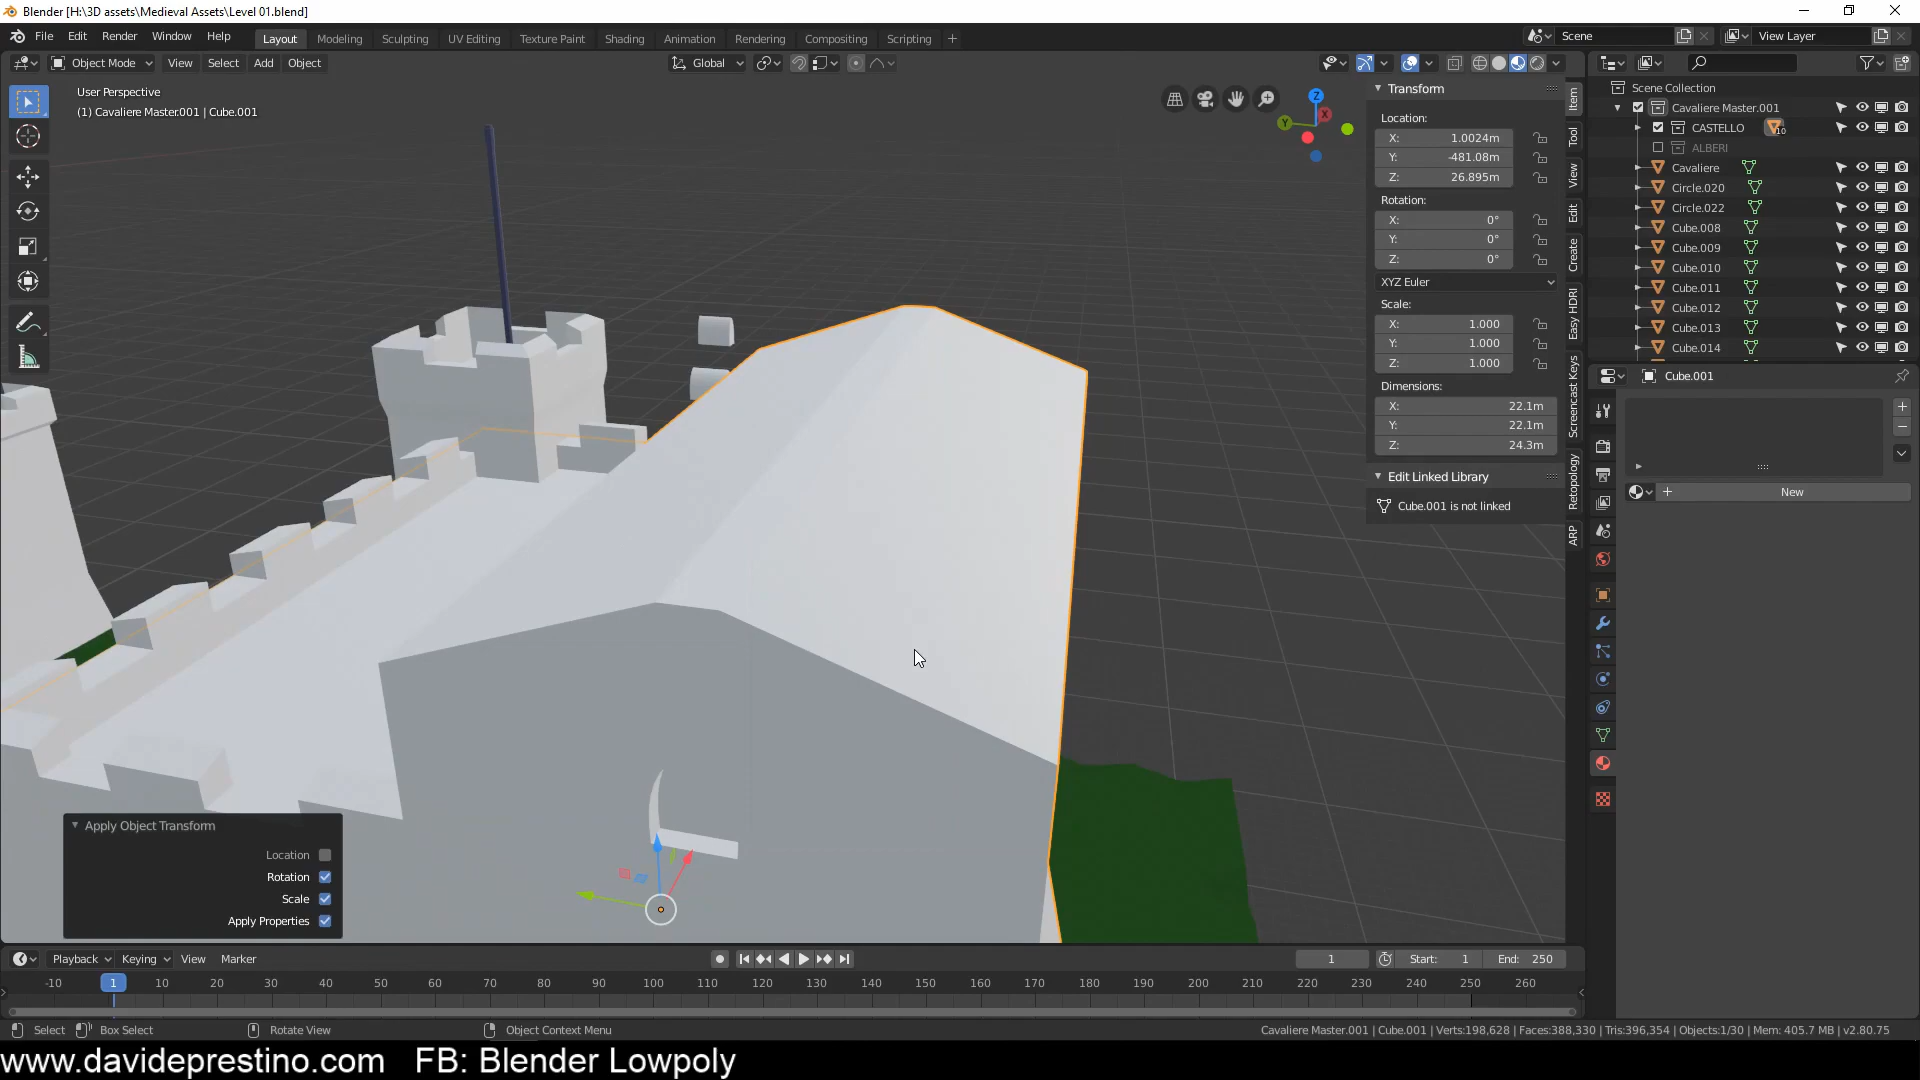 Blender [H:\3D assets\Medieval Assets\Level 01.blend]
File Edit Render Window Help
Layout Modeling Sculpting UV Editing Texture Paint Shading Animation Rendering Compositing Scripting +
Scene
View Layer
Object Mode
View Select Add Object
Global
User Perspective
(1) Cavaliere Master.001 | Cube.001
Z
X
Y
Transform
Location:
X: 1.0024m
Y: -481.08m
Z: 26.895m
Rotation:
X: 0°
Y: 0°
Z: 0°
XYZ Euler
Scale:
X: 1.000
Y: 1.000
Z: 1.000
Dimensions:
X: 22.1m
Y: 22.1m
Z: 24.3m
Edit Linked Library
Cube.001 is not linked
Item
Tool
View
Edit
Create
Easy HDRI
Screencast Keys
Retopology
ARP
Scene Collection
Cavaliere Master.001
CASTELLO
10
ALBERI
Cavaliere
Circle.020
Circle.022
Cube.008
Cube.009
Cube.010
Cube.011
Cube.012
Cube.013
Cube.014
Cube.001
New
Apply Object Transform
Location
Rotation
Scale
Apply Properties
Playback Keying View Marker
1
Start: 1
End: 250
-10 1 10 20 30 40 50 60 70 80 90 100 110 120 130 140 150 160 170 180 190 200 210 220 230 240 250 260
Select
Box Select
Rotate View
Object Context Menu
Cavaliere Master.001 | Cube.001 | Verts:198,628 | Faces:388,330 | Tris:396,354 | Objects:1/30 | Mem: 405.7 MB | v2.80.75
www.davideprestino.com FB: Blender Lowpoly